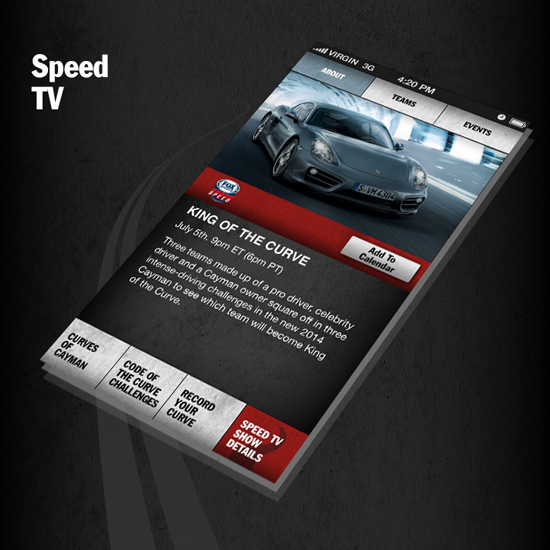 Speed
TV
VIRGIN 3G
4:20 PM
ABOUT
TEAMS
EVENTS
S:VM 4304
FOX
SPEED
KING OF THE CURVE
July 5th. 9pm ET (6pm PT)
Add To
Calendar
Three teams made up of a pro driver, celebrity
driver and a Cayman owner square off in three
intense-driving challenges in the new 2014
Cayman to see which team will become King
of the Curve.
CURVES
OF
CAYMAN
CODE OF
THE CURVE
CHALLENGES
RECORD
YOUR
CURVE
SPEED TV
SHOW
DETAILS